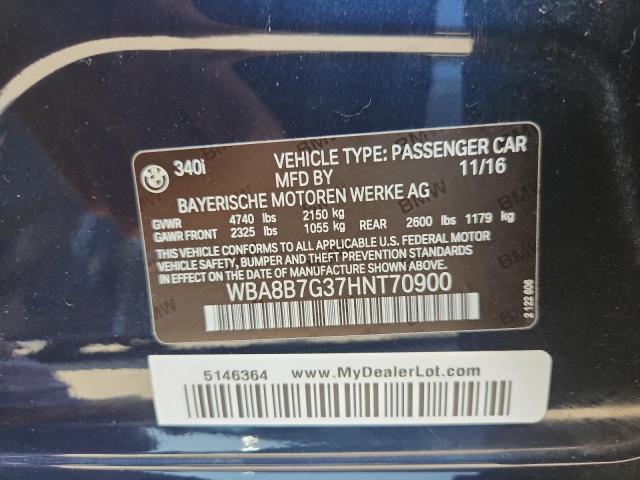 340i VEHICLE TYPE: PASSENGER CAR
MFD BY 11/16
BAYERISCHE MOTOREN WERKE AG
GVWR 4740 lbs 2150 kg
GAWR FRONT 2325 lbs 1055 kg REAR 2600 lbs 1179 kg
THIS VEHICLE CONFORMS TO ALL APPLICABLE U.S. FEDERAL MOTOR
VEHICLE SAFETY, BUMPER, AND THEFT PREVENTION STANDARDS
IN EFFECT ON THE DATE OF MANUFACTURE SHOWN ABOVE.
WBA8B7G37HNT70900
2 122 606
5146364 www.MyDealerLot.com